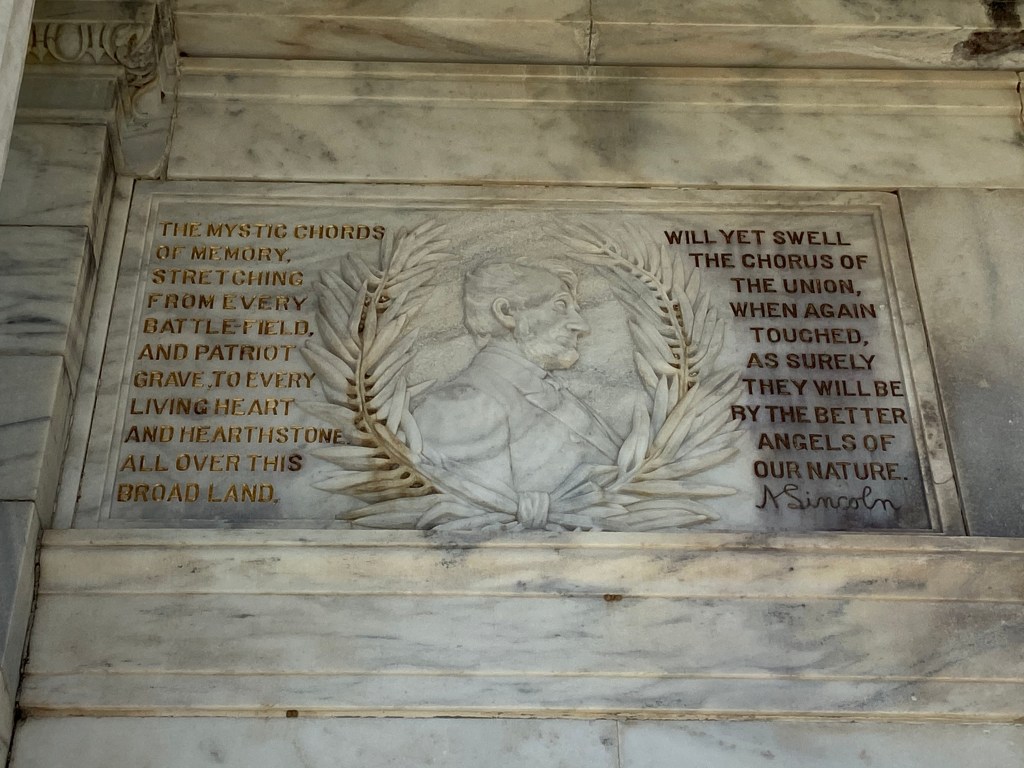 THE MYSTIC CHORDS
OF MEMORY,
STRETCHING
FROM EVERY
BATTLE-FIELD,
AND PATRIOT
GRAVE, TO EVERY
LIVING HEART
AND HEARTHSTONE
ALL OVER THIS
BROAD LAND.
WILL YET SWELL
THE CHORUS OF
THE UNION,
WHEN AGAIN
TOUCHED,
AS SURELY
THEY WILL BE
BY THE BETTER
ANGELS OF
OUR NATURE.
A Lincoln